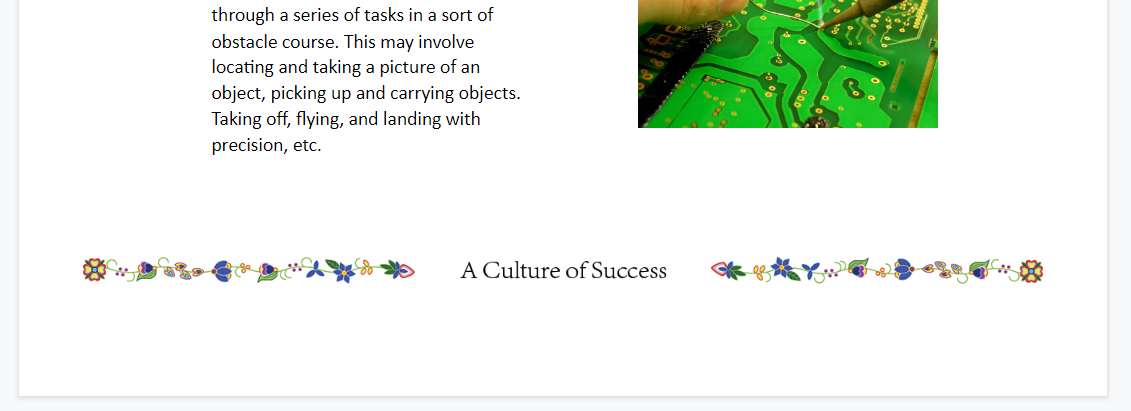 through a series of tasks in a sort of
obstacle course. This may involve
locating and taking a picture of an
object, picking up and carrying objects.
Taking off, flying, and landing with
precision, etc.
A Culture of Success